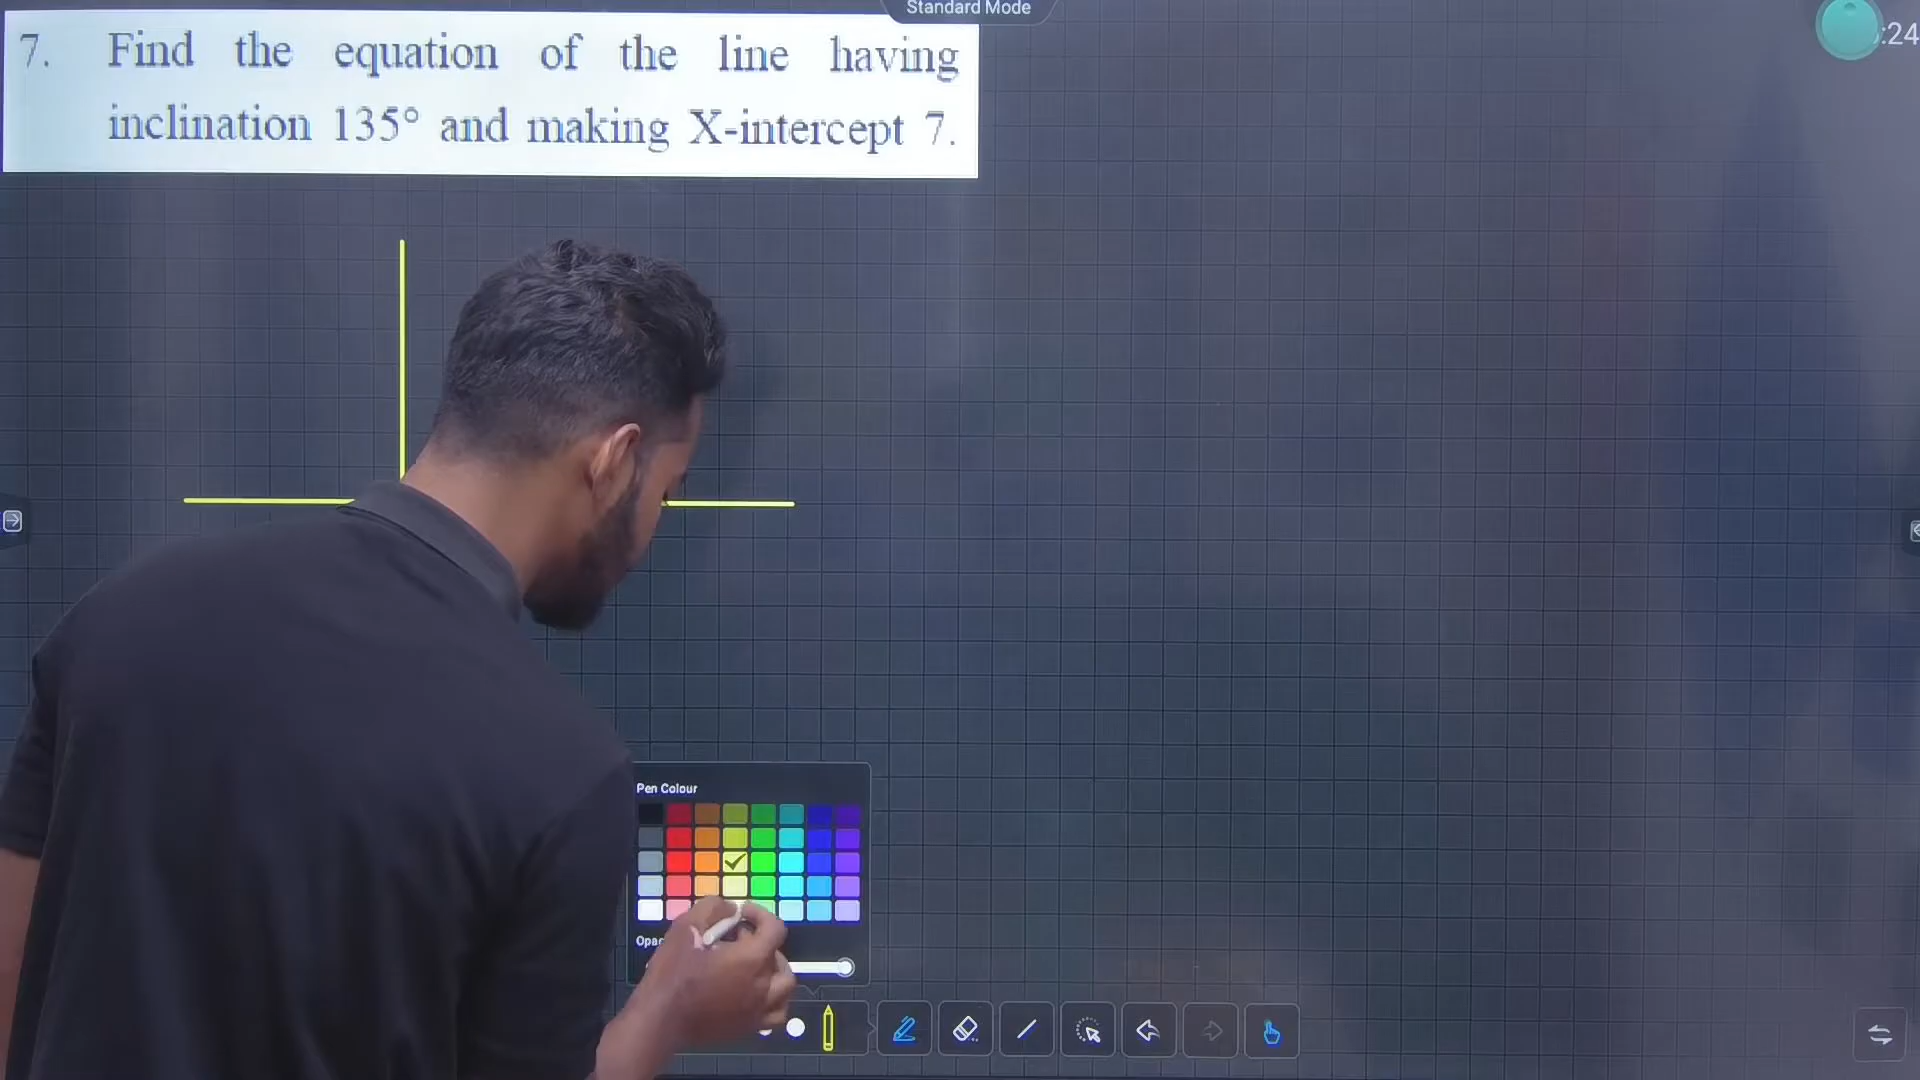 Standard Mode
:24
7. Find the equation of the line having
inclination 135° and making X-intercept 7.
Pen Colour
Opac